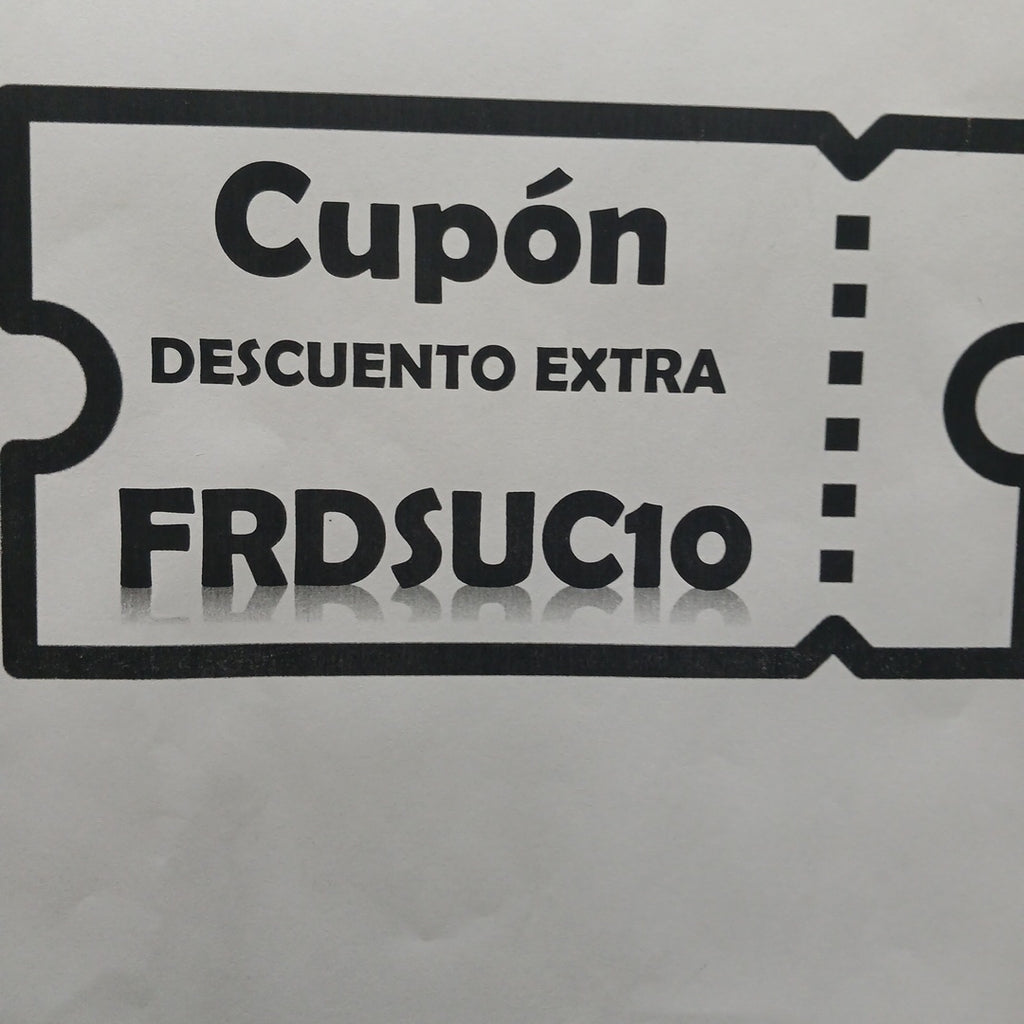 Cupón
DESCUENTO EXTRA
FRDSUC10